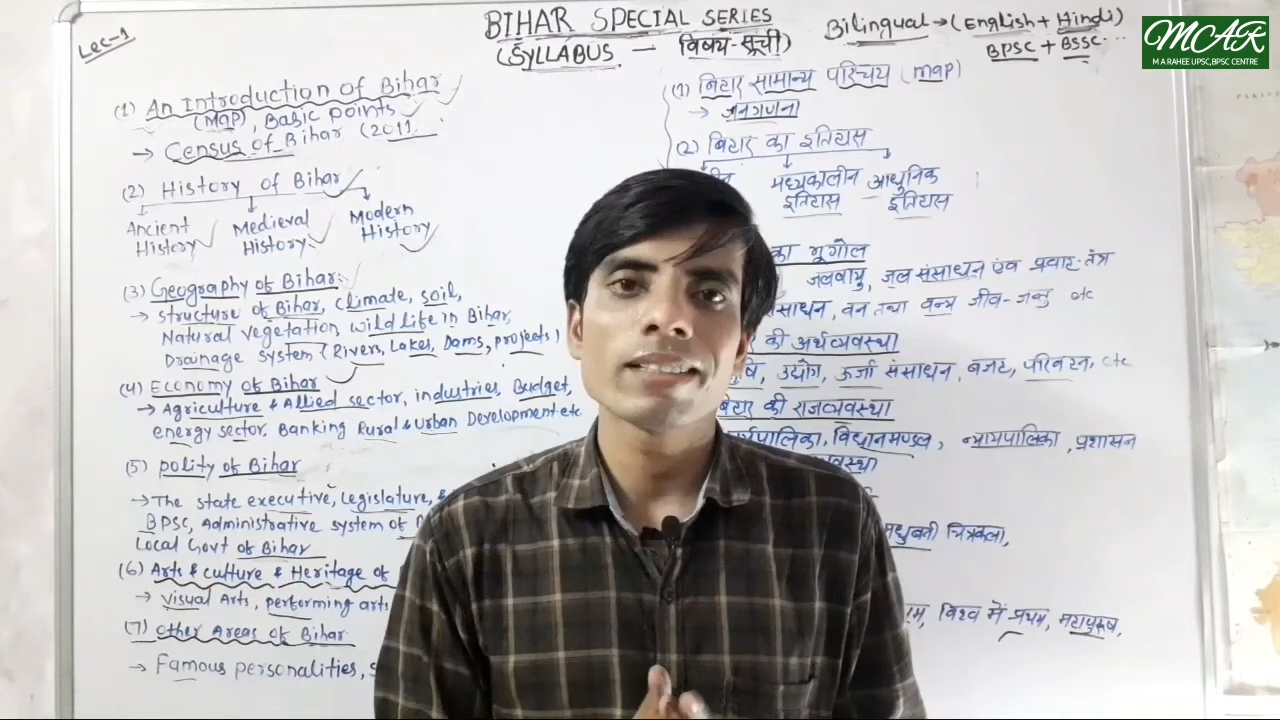 Lec-1
BIHAR SPECIAL SERIES
(SYLLABUS — विषय-सूची)
Bilingual → (English + Hindi)
BPSC + BSSC...
MCAR
M A RAHEE UPSC,BPSC CENTRE
(1) An Introduction of Bihar
(MaP), Basic Points
→ Census of Bihar (2011
(2) History of Bihar
Ancient History
Medieval History
Modern History
(3) Geography of Bihar:
→ structure of Bihar, climate, soil,
Natural vegetation, wild life in Bihar,
Drainage system (Rivers, Lakes, Dams, projects)
(4) Economy of Bihar
→ Agriculture & Allied sector, industries, Budget,
energy sector, Banking Rural & Urban Development etc.
(5) polity of Bihar
→ The state executive, Legislature, &
BPSC, Administrative system of
Local Govt of Bihar
(6) Arts & culture & Heritage of
→ visual Arts, performing arts
(7) Other Areas of Bihar
→ Famous personalities,
(1) बिहार सामान्य परिचय (MaP)
→ जनगणना
(2) बिहार का इतिहास
मध्यकालीन इतिहास
आधुनिक इतिहास
का भूगोल
जलवायु, जल संसाधन एंव प्रवाह-तंत्र
वन तथा वन्य जीव-जन्तु etc
की अर्थव्यवस्था
उद्योग, ऊर्जा संसाधन, बजट, परिवहन, etc
बिहार की राजव्यवस्था
विधानमण्डल, न्यायपालिका, प्रशासन
मधुबनी चित्रकला,
विश्व में प्रथम, महापुरुष,